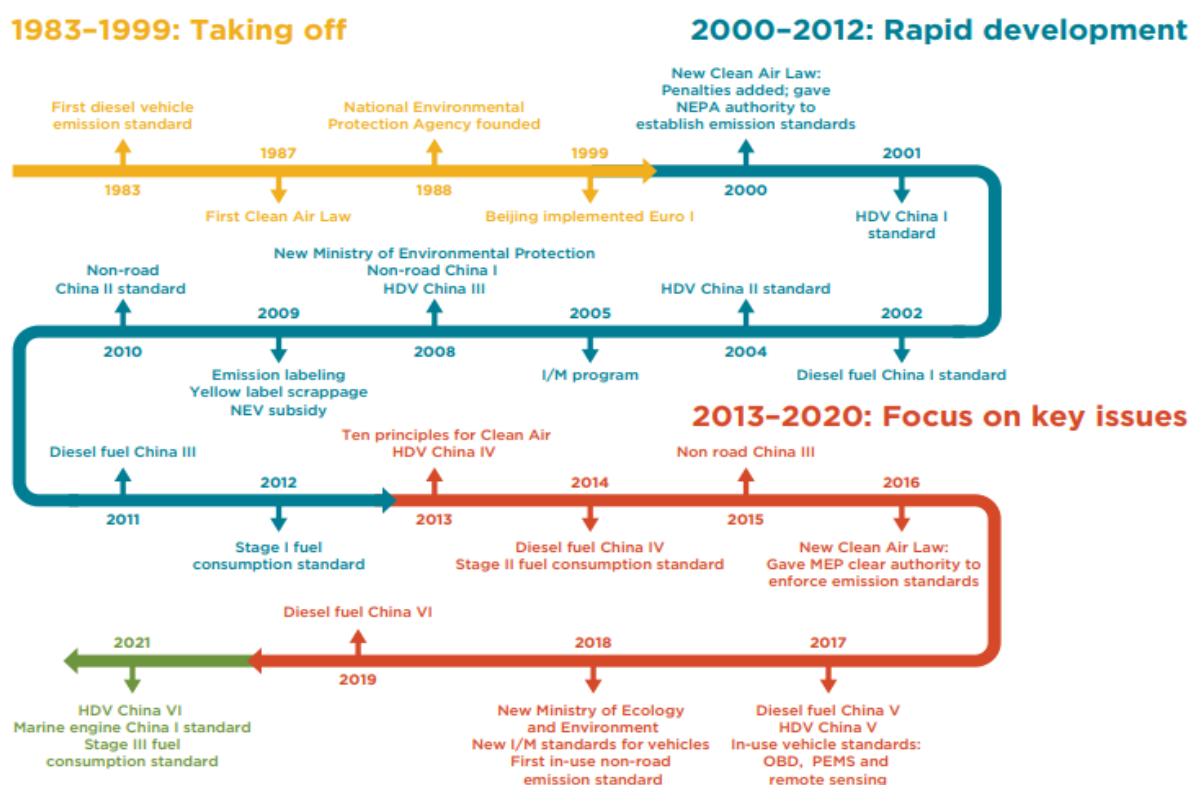 1983–1999: Taking off
2000–2012: Rapid development
First diesel vehicle
emission standard
1983
1987
First Clean Air Law
National Environmental
Protection Agency founded
1988
1999
Beijing implemented Euro I
New Clean Air Law:
Penalties added; gave
NEPA authority to
establish emission standards
2000
2001
HDV China I
standard
2002
Diesel fuel China I standard
HDV China II standard
2004
2005
I/M program
New Ministry of Environmental Protection
Non-road China I
HDV China III
2008
2009
Emission labeling
Yellow label scrappage
NEV subsidy
Non-road
China II standard
2010
2013–2020: Focus on key issues
Diesel fuel China III
2011
2012
Stage I fuel
consumption standard
Ten principles for Clean Air
HDV China IV
2013
2014
Diesel fuel China IV
Stage II fuel consumption standard
Non road China III
2015
2016
New Clean Air Law:
Gave MEP clear authority to
enforce emission standards
2017
Diesel fuel China V
HDV China V
In-use vehicle standards:
OBD, PEMS and
remote sensing
2018
New Ministry of Ecology
and Environment
New I/M standards for vehicles
First in-use non-road
emission standard
Diesel fuel China VI
2019
2021
HDV China VI
Marine engine China I standard
Stage III fuel
consumption standard